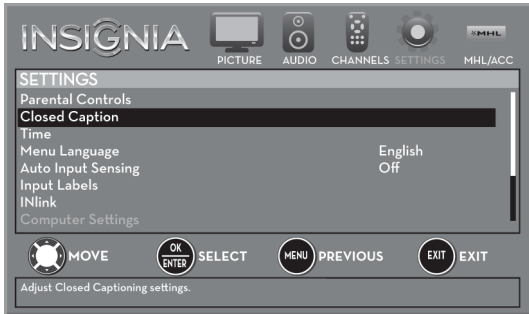 INSIGNIA
PICTURE AUDIO CHANNELS SETTINGS MHL/ACC
MHL
SETTINGS
Parental Controls
Closed Caption
Time
Menu Language English
Auto Input Sensing Off
Input Labels
INlink
Computer Settings
MOVE OK ENTER SELECT MENU PREVIOUS EXIT EXIT
Adjust Closed Captioning settings.